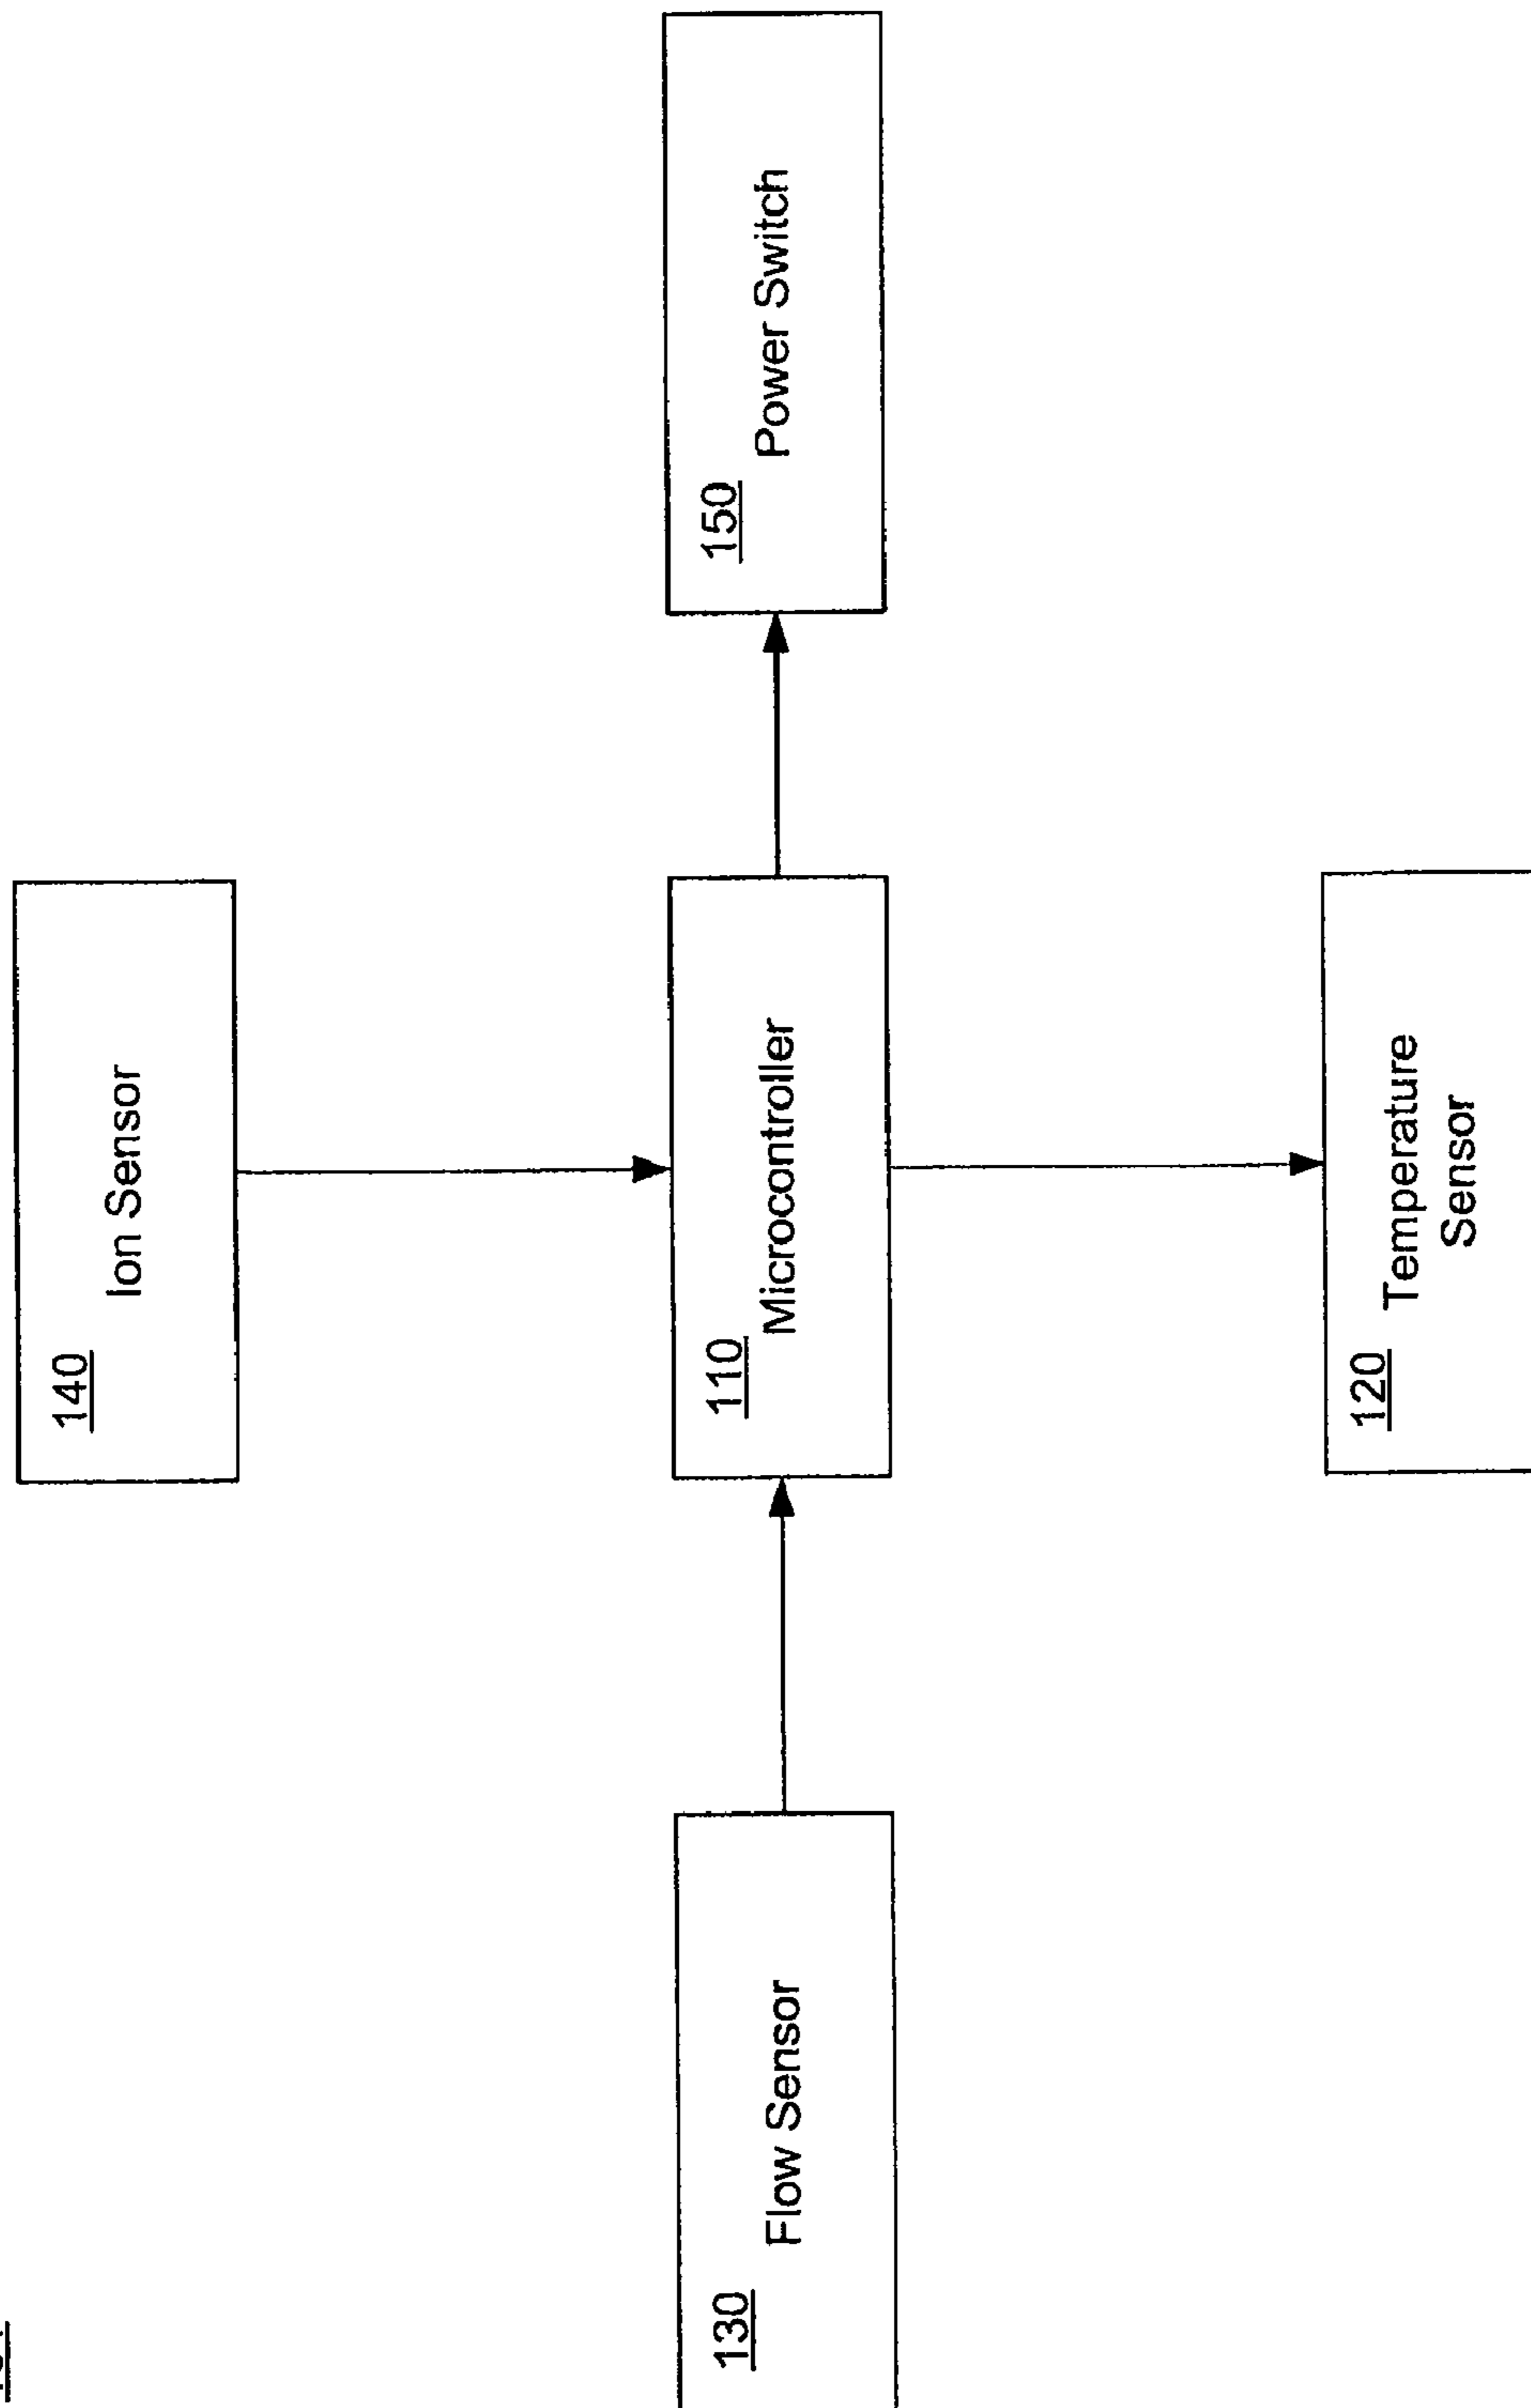 140
Ion Sensor
150
Power Switch
110
Microcontroller
130
Flow Sensor
120
Temperature
Sensor